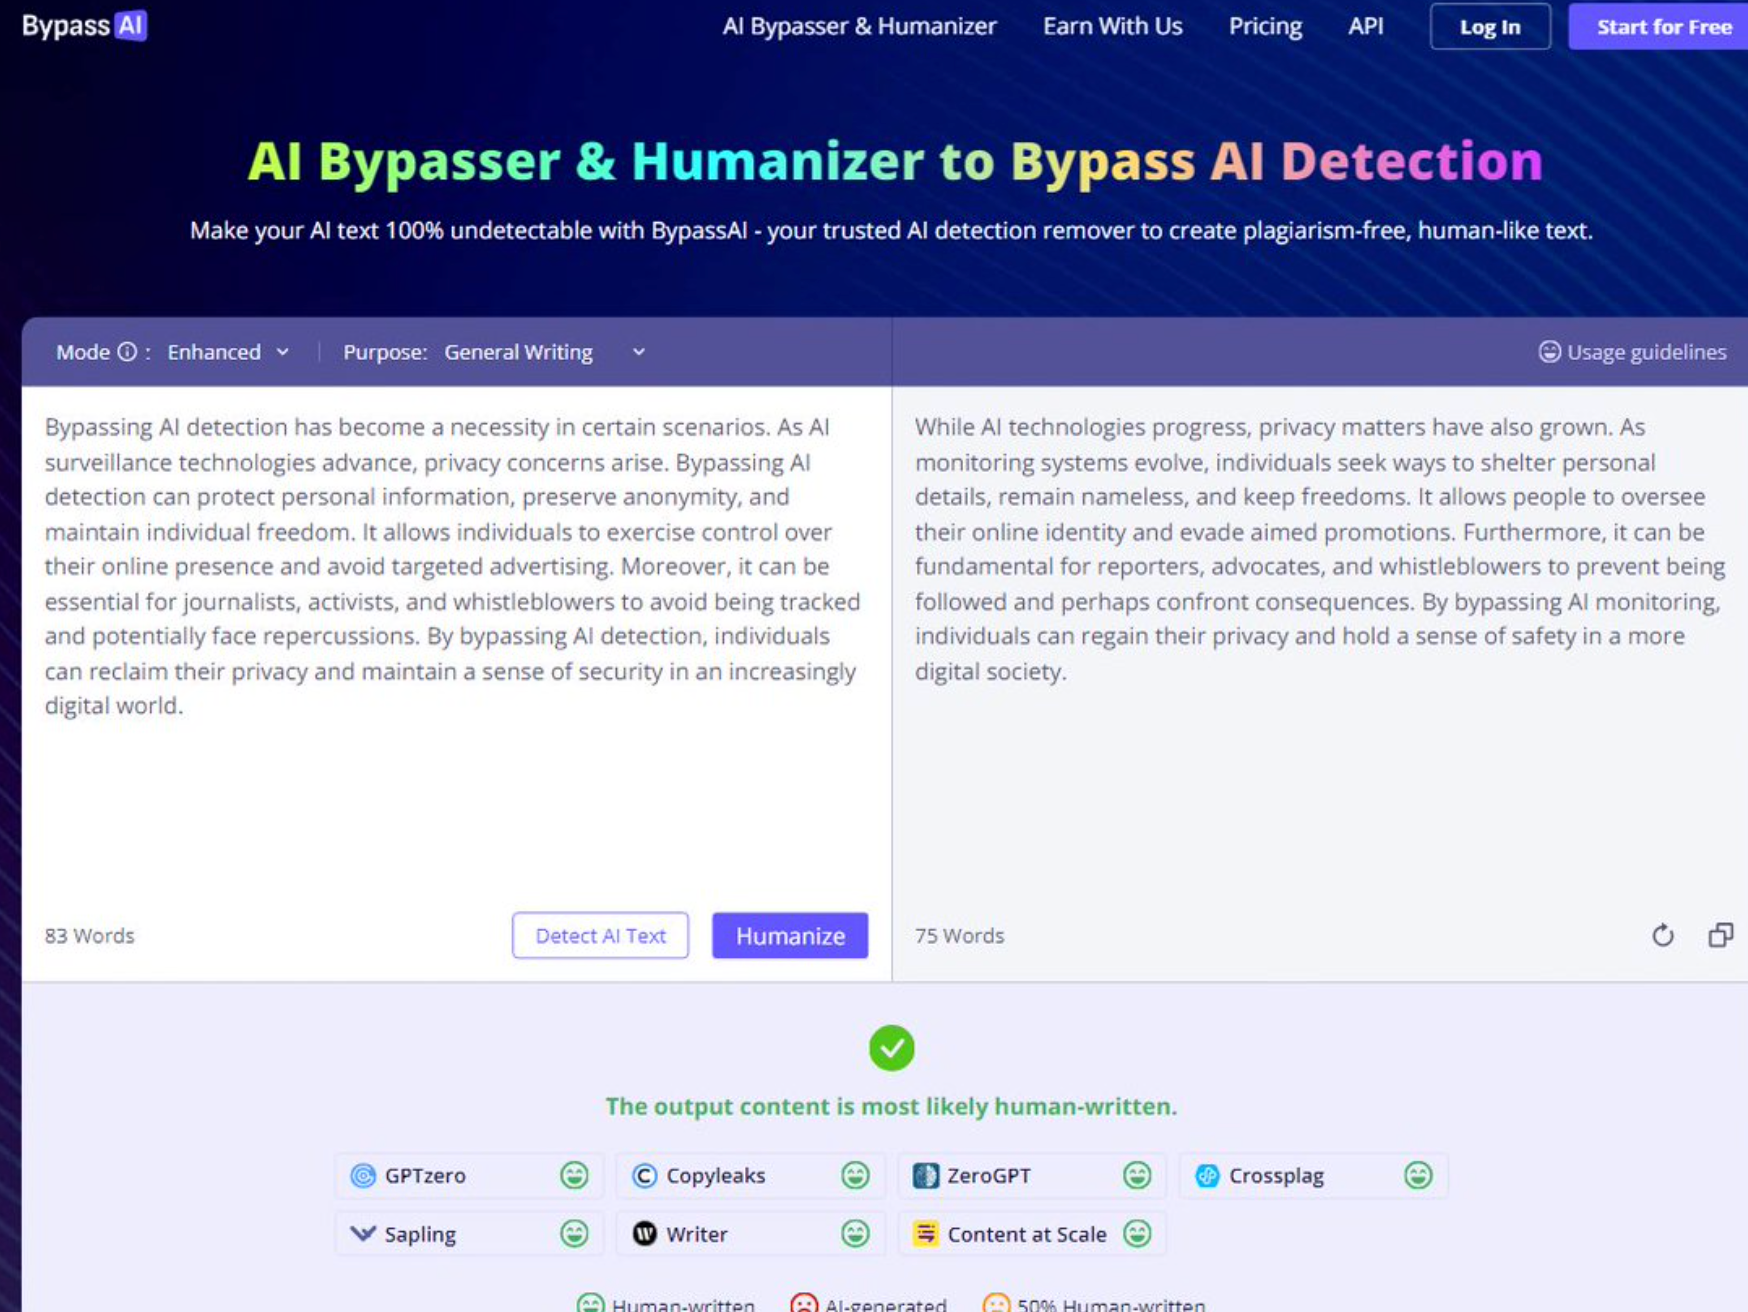 Bypass AI
AI Bypasser & Humanizer Earn With Us Pricing API Log In Start for Free
AI Bypasser & Humanizer to Bypass AI Detection
Make your AI text 100% undetectable with BypassAI - your trusted AI detection remover to create plagiarism-free, human-like text.
Mode : Enhanced Purpose: General Writing Usage guidelines
Bypassing AI detection has become a necessity in certain scenarios. As AI
surveillance technologies advance, privacy concerns arise. Bypassing AI
detection can protect personal information, preserve anonymity, and
maintain individual freedom. It allows individuals to exercise control over
their online presence and avoid targeted advertising. Moreover, it can be
essential for journalists, activists, and whistleblowers to avoid being tracked
and potentially face repercussions. By bypassing AI detection, individuals
can reclaim their privacy and maintain a sense of security in an increasingly
digital world.
83 Words Detect AI Text Humanize
While AI technologies progress, privacy matters have also grown. As
monitoring systems evolve, individuals seek ways to shelter personal
details, remain nameless, and keep freedoms. It allows people to oversee
their online identity and evade aimed promotions. Furthermore, it can be
fundamental for reporters, advocates, and whistleblowers to prevent being
followed and perhaps confront consequences. By bypassing AI monitoring,
individuals can regain their privacy and hold a sense of safety in a more
digital society.
75 Words
The output content is most likely human-written.
GPTzero Copyleaks ZeroGPT Crossplag
Sapling Writer Content at Scale
Human-written AI-generated 50% Human-written